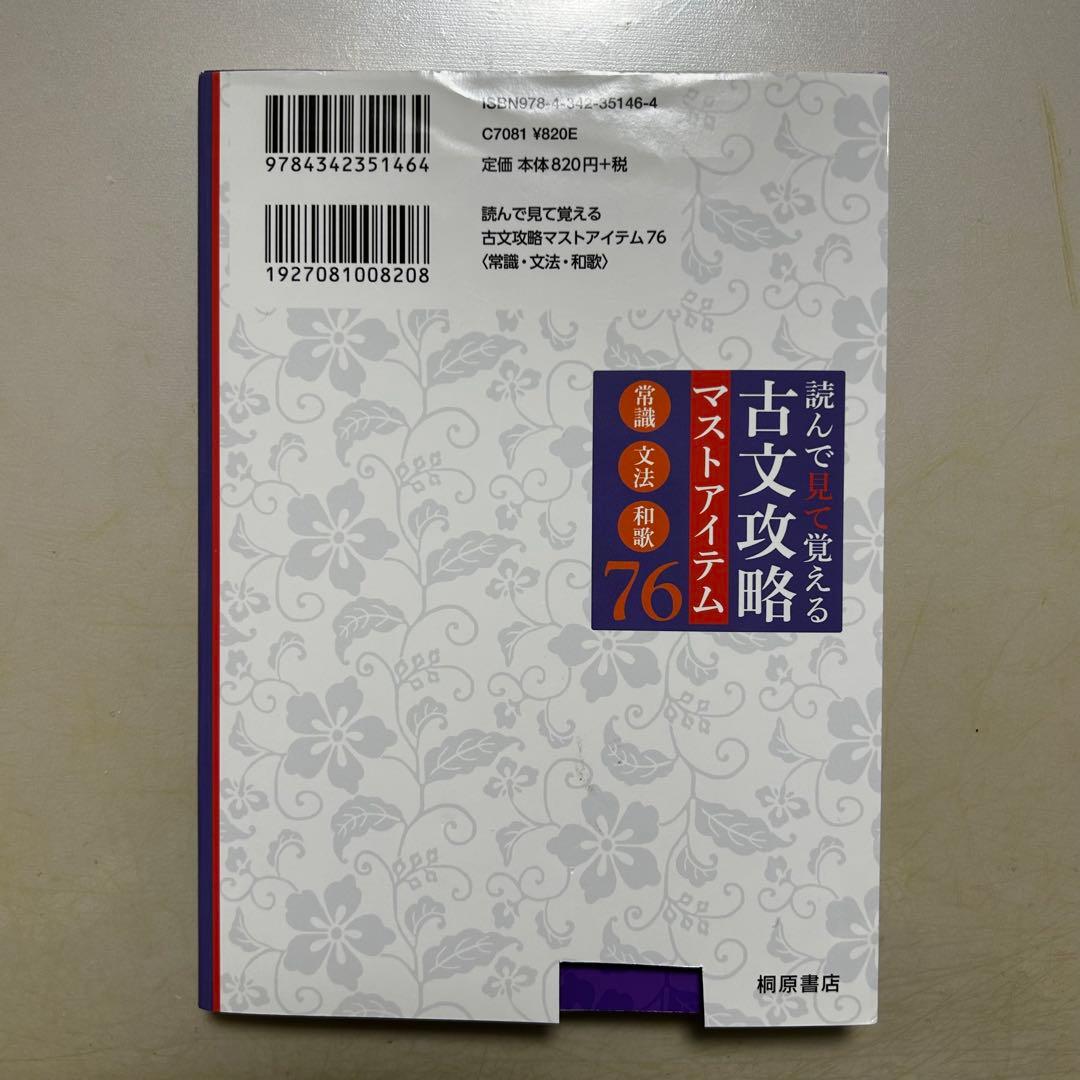 ISBN978-4-342-35146-4
C7081 ¥820E
定価 本体820円+税
9784342351464
読んで見て覚える
古文攻略マストアイテム76
〈常識・文法・和歌〉
1927081008208
読んで見て覚える
古文攻略
マストアイテム
常識
文法
和歌
76
桐原書店